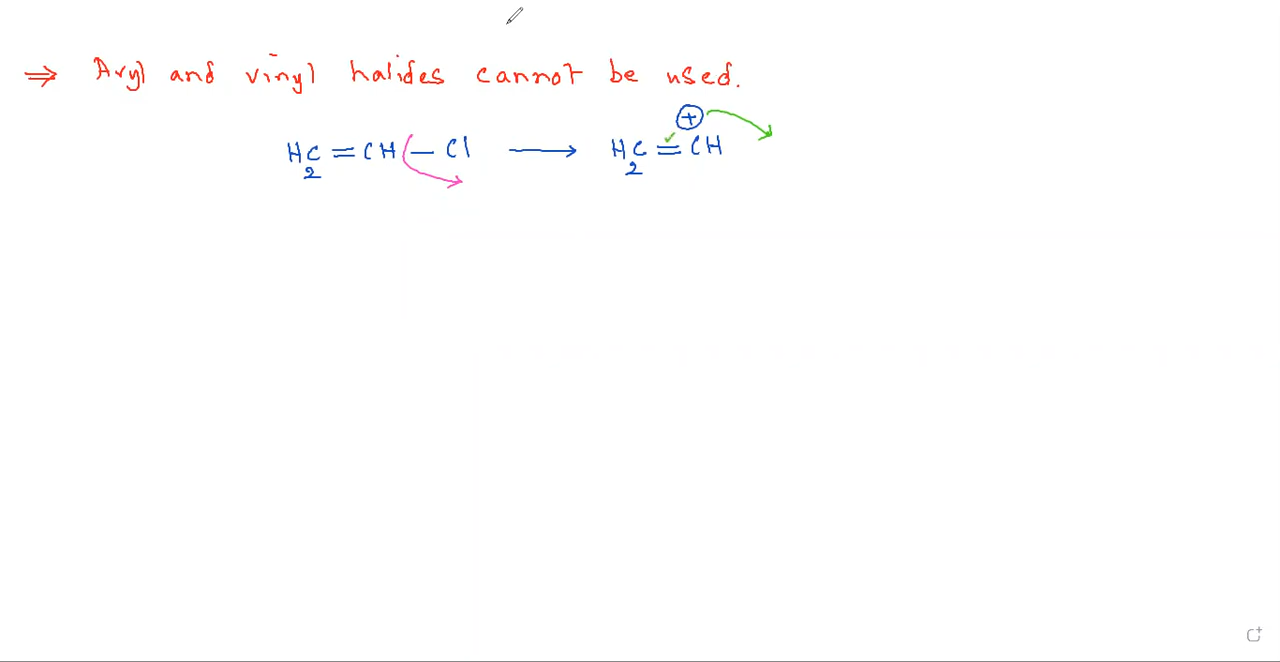 ⇒ Aryl and vinyl halides cannot be used.
H₂C=CH—Cl ⟶ H₂C=CH ⊕